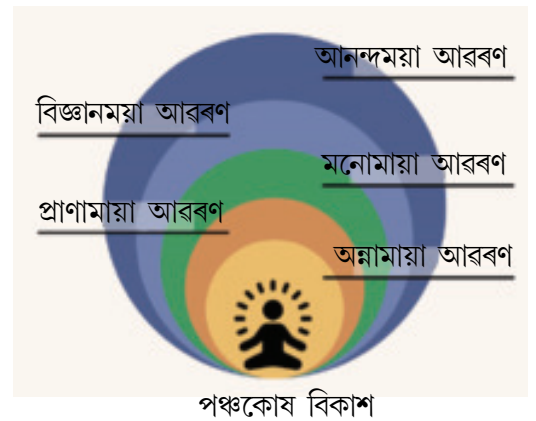 আনন্দময়া আৱৰণ
বিজ্ঞানময়া আৱৰণ
মনোমায়া আৱৰণ
প্ৰাণামায়া আৱৰণ
অন্নামায়া আৱৰণ
পঞ্চকোষ বিকাশ